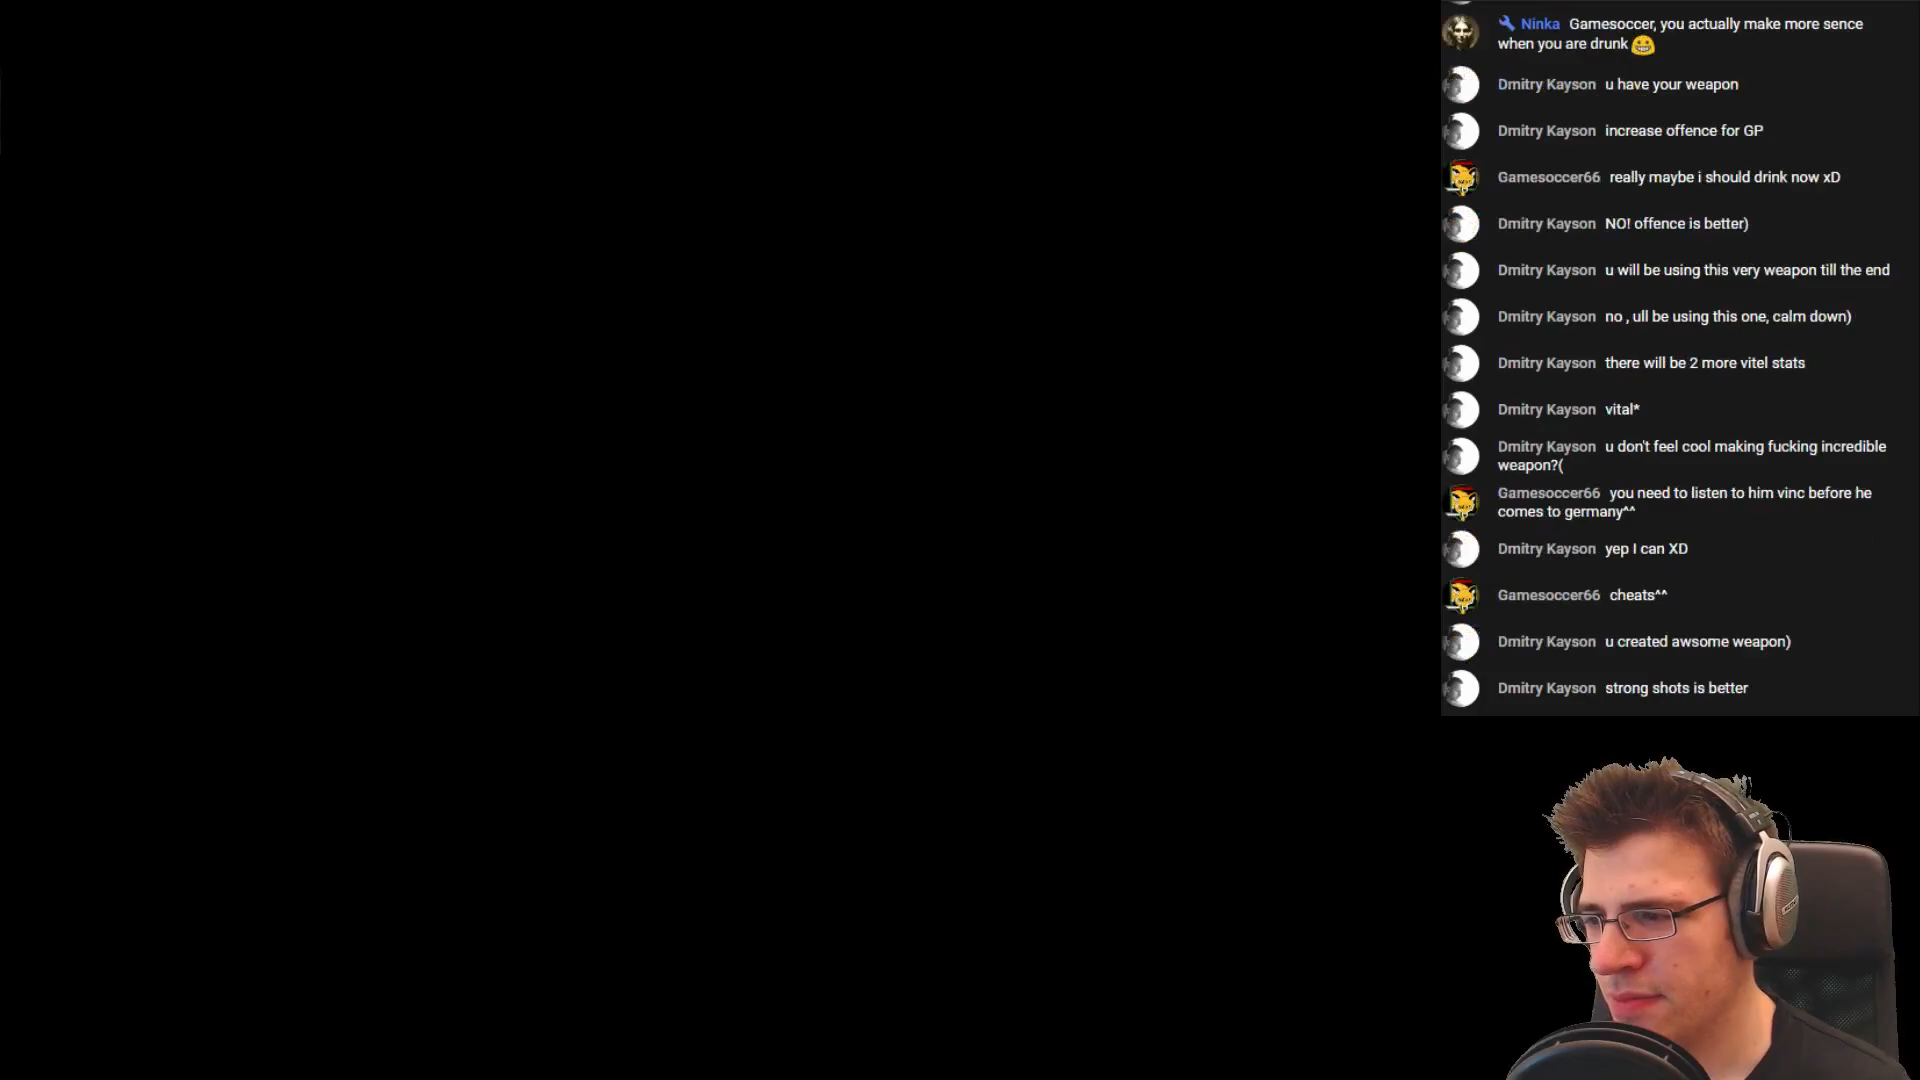 Ninka Gamesoccer, you actually make more sence
when you are drunk
Dmitry Kayson u have your weapon
Dmitry Kayson increase offence for GP
Gamesoccer66 really maybe i should drink now xD
Dmitry Kayson NO! offence is better)
Dmitry Kayson u will be using this very weapon till the end
Dmitry Kayson no , ull be using this one, calm down)
Dmitry Kayson there will be 2 more vitel stats
Dmitry Kayson vital*
Dmitry Kayson u don't feel cool making fucking incredible
weapon?(
Gamesoccer66 you need to listen to him vinc before he
comes to germany^^
Dmitry Kayson yep I can XD
Gamesoccer66 cheats^^
Dmitry Kayson u created awsome weapon)
Dmitry Kayson strong shots is better